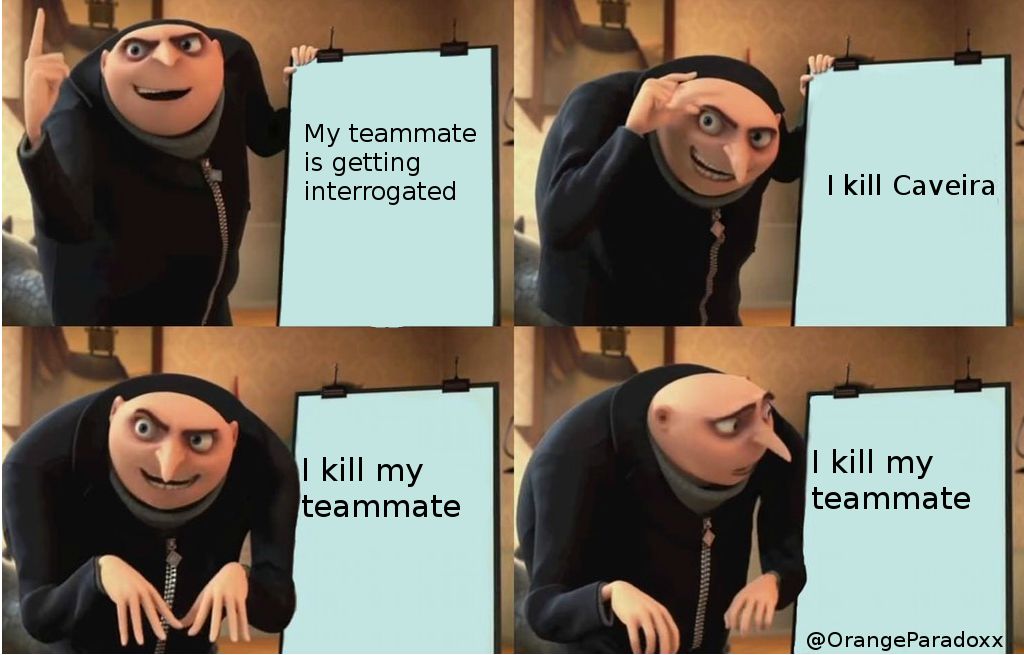 My teammate
is getting
interrogated
I kill Caveira
I kill my
teammate
I kill my
teammate
@OrangeParadoxx